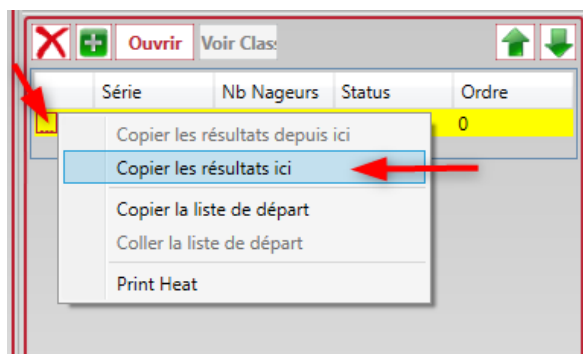 Ouvrir Voir Clas
Série Nb Nageurs Status Ordre
... 0
Copier les résultats depuis ici
Copier les résultats ici
Copier la liste de départ
Coller la liste de départ
Print Heat